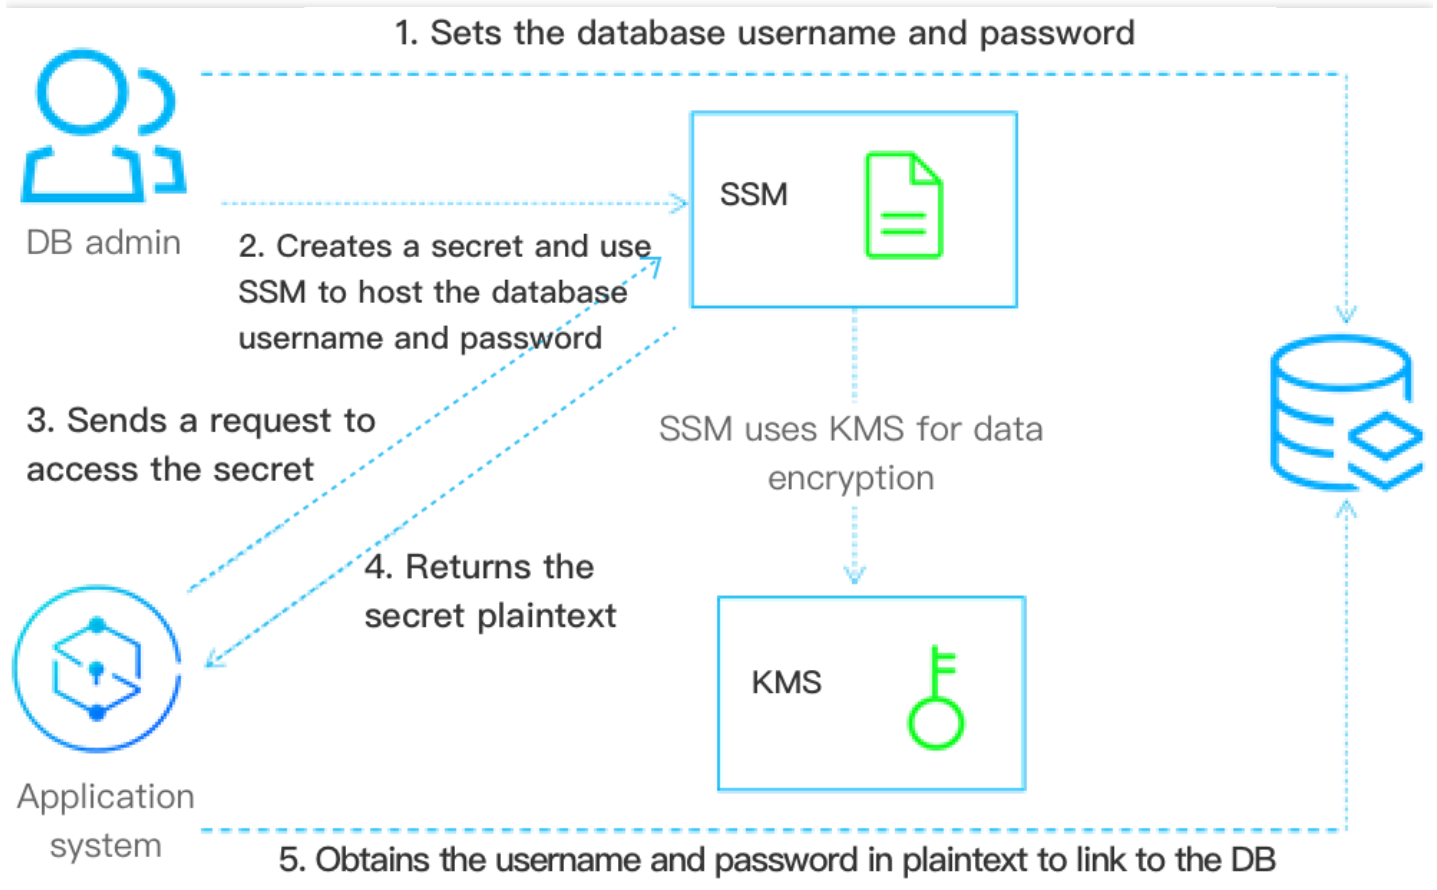 1. Sets the database username and password
SSM
DB admin
2. Creates a secret and use
SSM to host the database
username and password
3. Sends a request to
access the secret
SSM uses KMS for data
encryption
4. Returns the
secret plaintext
KMS
Application
system
5. Obtains the username and password in plaintext to link to the DB